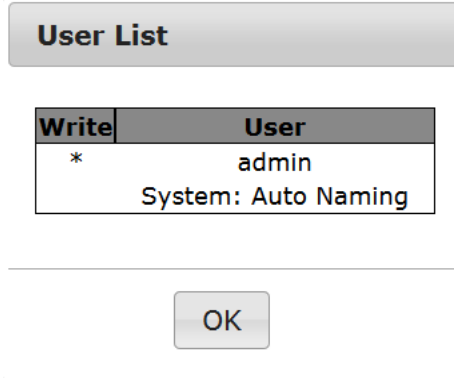 User List
Write User
* admin
System: Auto Naming
OK